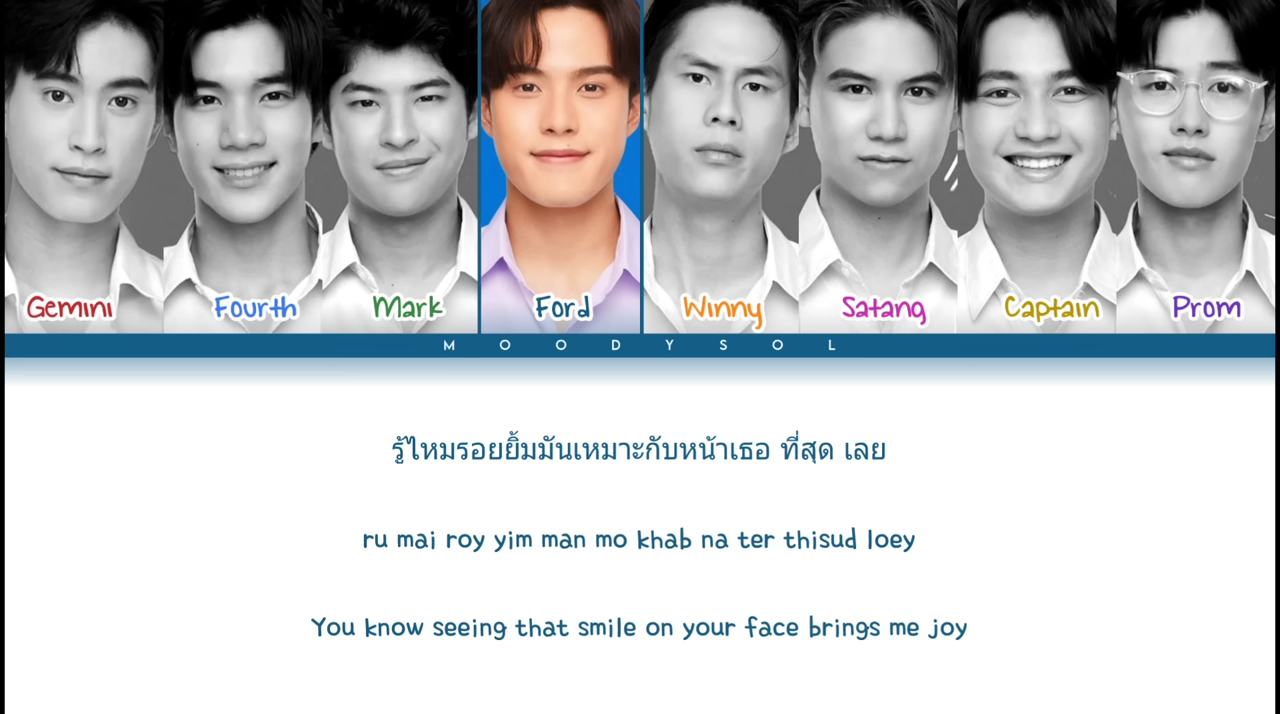 Gemini Fourth Mark Ford Winny Satang Captain Prom
MOODYSOL
รู้ไหมรอยยิ้มมันเหมาะกับหน้าเธอ ที่สุด เลย
ru mai roy yim man mo khab na ter thisud loey
You know seeing that smile on your face brings me joy